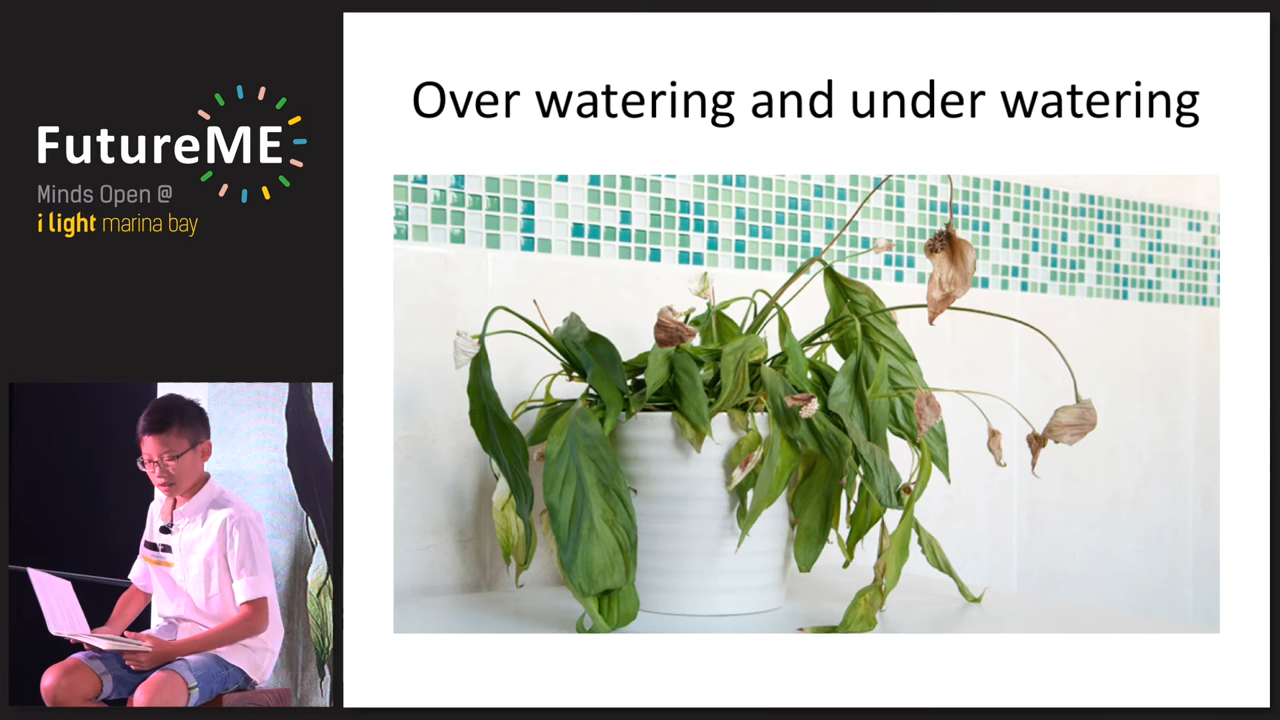 FutureME
Minds Open @
i light marina bay
Over watering and under watering